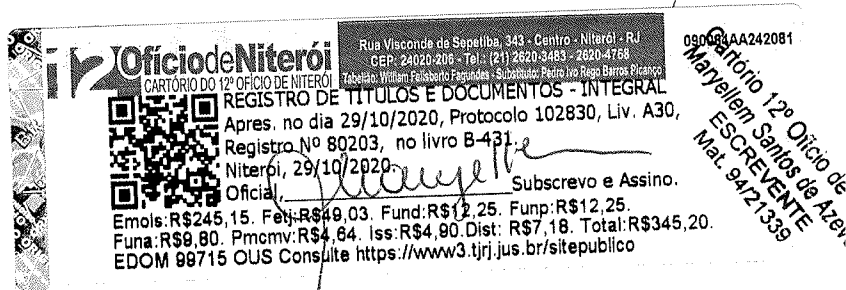 12 OfíciodeNiterói
CARTÓRIO DO 12º OFÍCIO DE NITERÓI
Rua Visconde de Sepetiba, 343 - Centro - Niterói - RJ
CEP: 24020-206 - Tel.: (21) 2620-3483 - 2620-4768
Tabelião: William Felisberto Fagundes - Substituto: Pedro Ivo Rego Barros Picanço
090064AA242081
REGISTRO DE TÍTULOS E DOCUMENTOS - INTEGRAL
Apres. no dia 29/10/2020, Protocolo 102830, Liv. A30,
Registro Nº 80203, no livro B-431.
Niterói, 29/10/2020.
Oficial, Subscrevo e Assino.
Emols:R$245,15. Fetj:R$49,03. Fund:R$12,25. Funp:R$12,25.
Funa:R$9,80. Pmcmv:R$4,64. Iss:R$4,90.Dist: R$7,18. Total:R$345,20.
EDOM 99715 OUS Consulte https://www3.tjrj.jus.br/sitepublico
Cartório 12º Ofício de
Maryellem Santos de Azev
ESCREVENTE
Mat. 94/21339